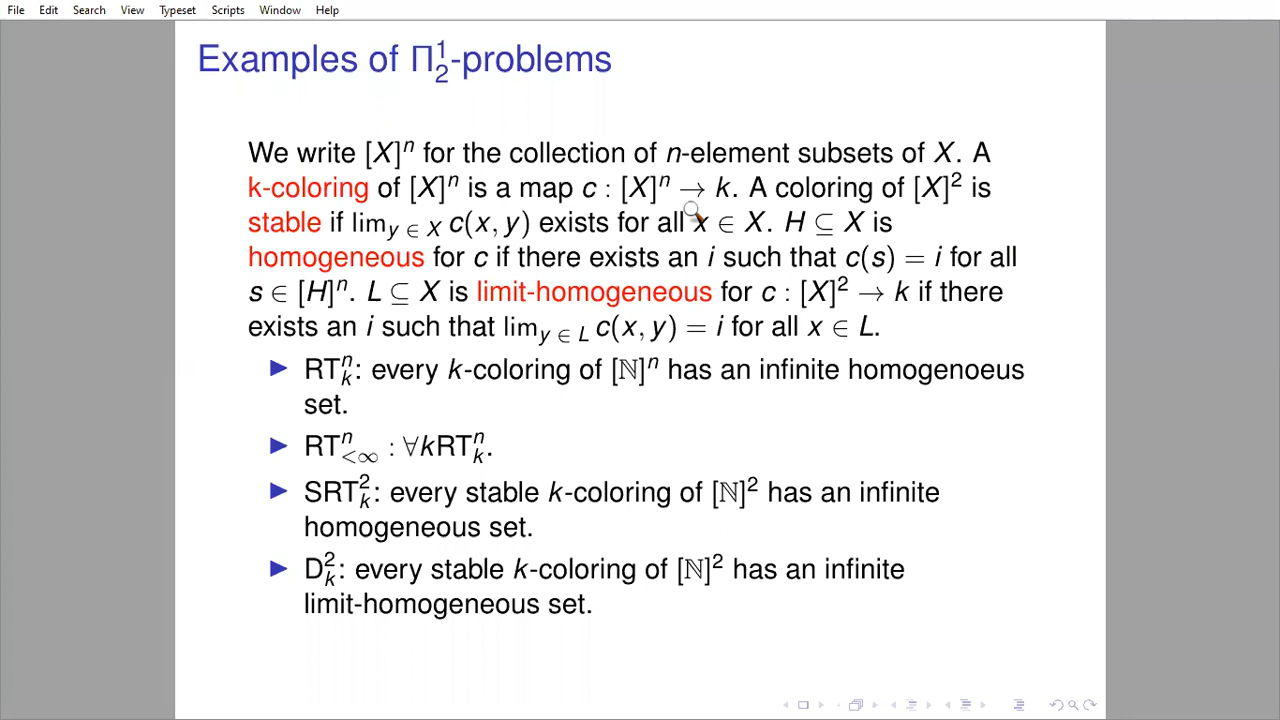 File Edit Search View Typeset Scripts Window Help
Examples of Π¹₂-problems
We write [X]ⁿ for the collection of n-element subsets of X. A
k-coloring of [X]ⁿ is a map c : [X]ⁿ → k. A coloring of [X]² is
stable if lim_{y ∈ X} c(x, y) exists for all x ∈ X. H ⊆ X is
homogeneous for c if there exists an i such that c(s) = i for all
s ∈ [H]ⁿ. L ⊆ X is limit-homogeneous for c : [X]² → k if there
exists an i such that lim_{y ∈ L} c(x, y) = i for all x ∈ L.
▶ RTⁿₖ: every k-coloring of [ℕ]ⁿ has an infinite homogenoeus
set.
▶ RTⁿ_{<∞} : ∀kRTⁿₖ.
▶ SRT²ₖ: every stable k-coloring of [ℕ]² has an infinite
homogeneous set.
▶ D²ₖ: every stable k-coloring of [ℕ]² has an infinite
limit-homogeneous set.